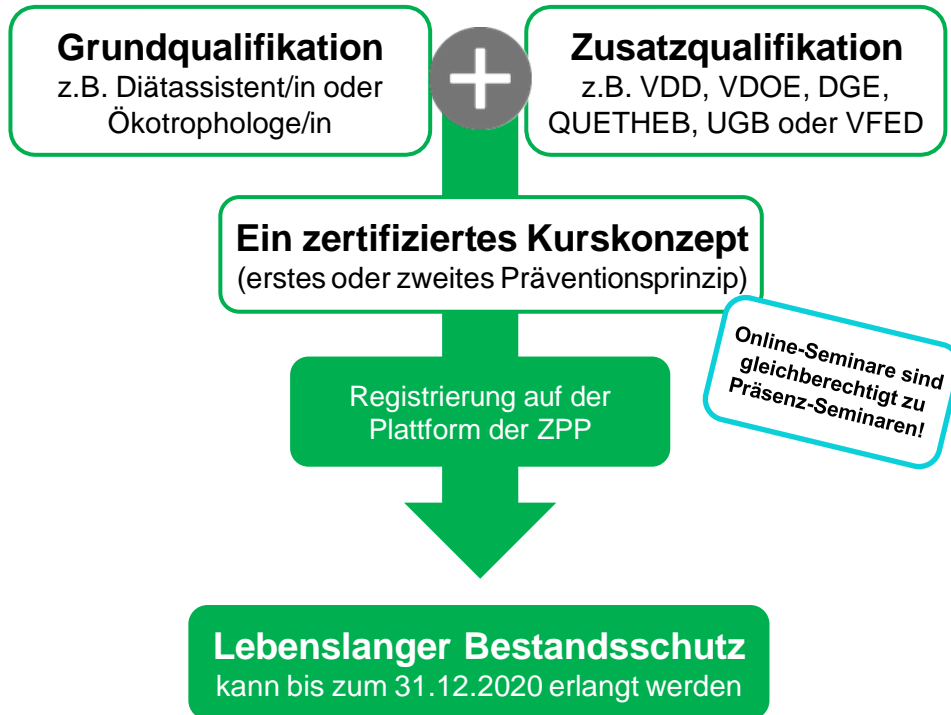 Grundqualifikation
z.B. Diätassistent/in oder
Ökotrophologe/in
Zusatzqualifikation
z.B. VDD, VDOE, DGE,
QUETHEB, UGB oder VFED
Ein zertifiziertes Kurskonzept
(erstes oder zweites Präventionsprinzip)
Online-Seminare sind
gleichberechtigt zu
Präsenz-Seminaren!
Registrierung auf der
Plattform der ZPP
Lebenslanger Bestandsschutz
kann bis zum 31.12.2020 erlangt werden